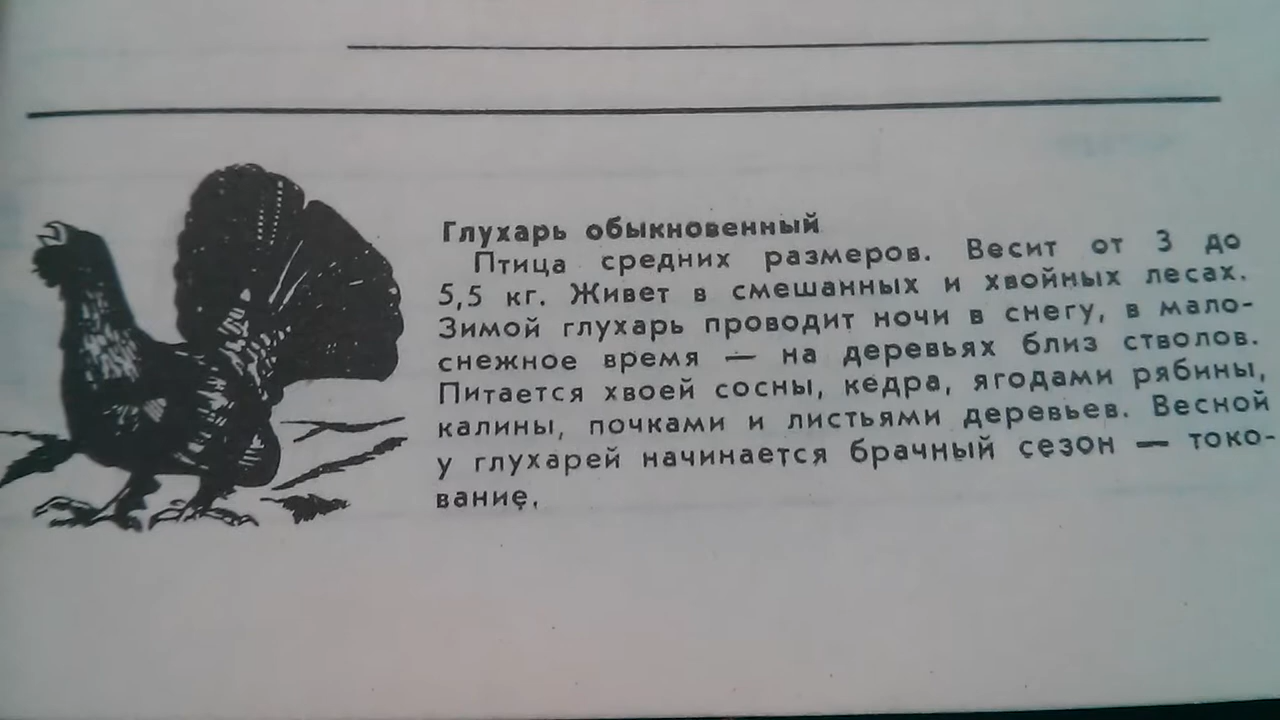 Глухарь обыкновенный
Птица средних размеров. Весит от 3 до
5,5 кг. Живет в смешанных и хвойных лесах.
Зимой глухарь проводит ночи в снегу, в мало-
снежное время — на деревьях близ стволов.
Питается хвоей сосны, кедра, ягодами рябины,
калины, почками и листьями деревьев. Весной
у глухарей начинается брачный сезон — токо-
вание.